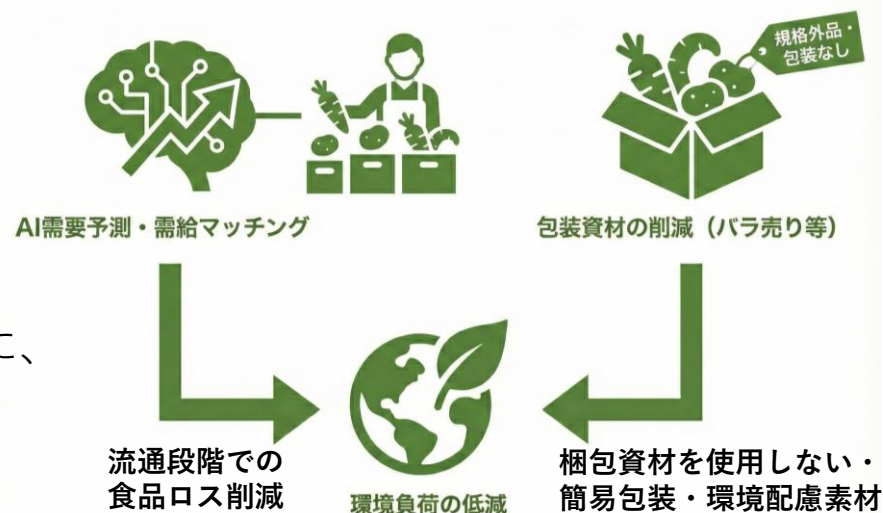 規格外品・
包装なし
AI需要予測・需給マッチング
包装資材の削減（バラ売り等）
に、
流通段階での
食品ロス削減
環境負荷の低減
梱包資材を使用しない・
簡易包装・環境配慮素材